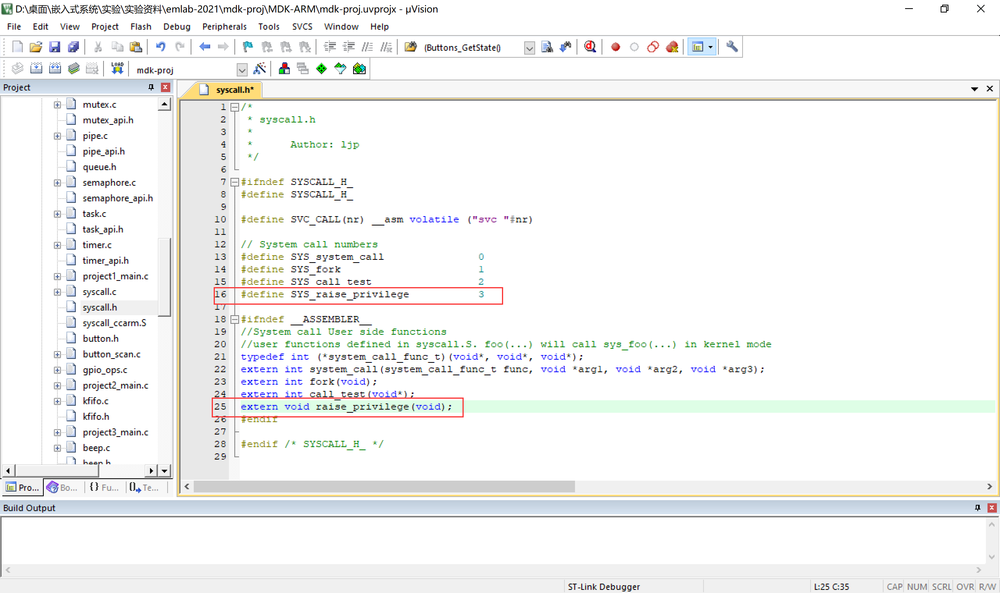 D:\桌面\嵌入式系统\实验\实验资料\emlab-2021\mdk-proj\MDK-ARM\mdk-proj.uvprojx - µVision
File Edit View Project Flash Debug Peripherals Tools SVCS Window Help
(Buttons_GetState()
LOAD
mdk-proj
Project
mutex.c
mutex_api.h
pipe.c
pipe_api.h
queue.h
semaphore.c
semaphore_api.h
task.c
task_api.h
timer.c
timer_api.h
project1_main.c
syscall.c
syscall.h
syscall_ccarm.S
button.h
button_scan.c
gpio_ops.c
project2_main.c
kfifo.c
kfifo.h
project3_main.c
beep.c
beep.h
Pro... Bo... {} Fu... Te...
syscall.h*
1 /*
2 * syscall.h
3 *
4 * Author: ljp
5 */
6
7 #ifndef SYSCALL_H_
8 #define SYSCALL_H_
9
10 #define SVC_CALL(nr) __asm volatile ("svc "#nr)
11
12 // System call numbers
13 #define SYS_system_call 0
14 #define SYS_fork 1
15 #define SYS_call_test 2
16 #define SYS_raise_privilege 3
17
18 #ifndef __ASSEMBLER__
19 //System call User side functions
20 //user functions defined in syscall.S. foo(...) will call sys_foo(...) in kernel mode
21 typedef int (*system_call_func_t)(void*, void*, void*);
22 extern int system_call(system_call_func_t func, void *arg1, void *arg2, void *arg3);
23 extern int fork(void);
24 extern int call_test(void*);
25 extern void raise_privilege(void);
26 #endif
27
28 #endif /* SYSCALL_H_ */
29
Build Output
ST-Link Debugger L:25 C:35 CAP NUM SCRL OVR R/W